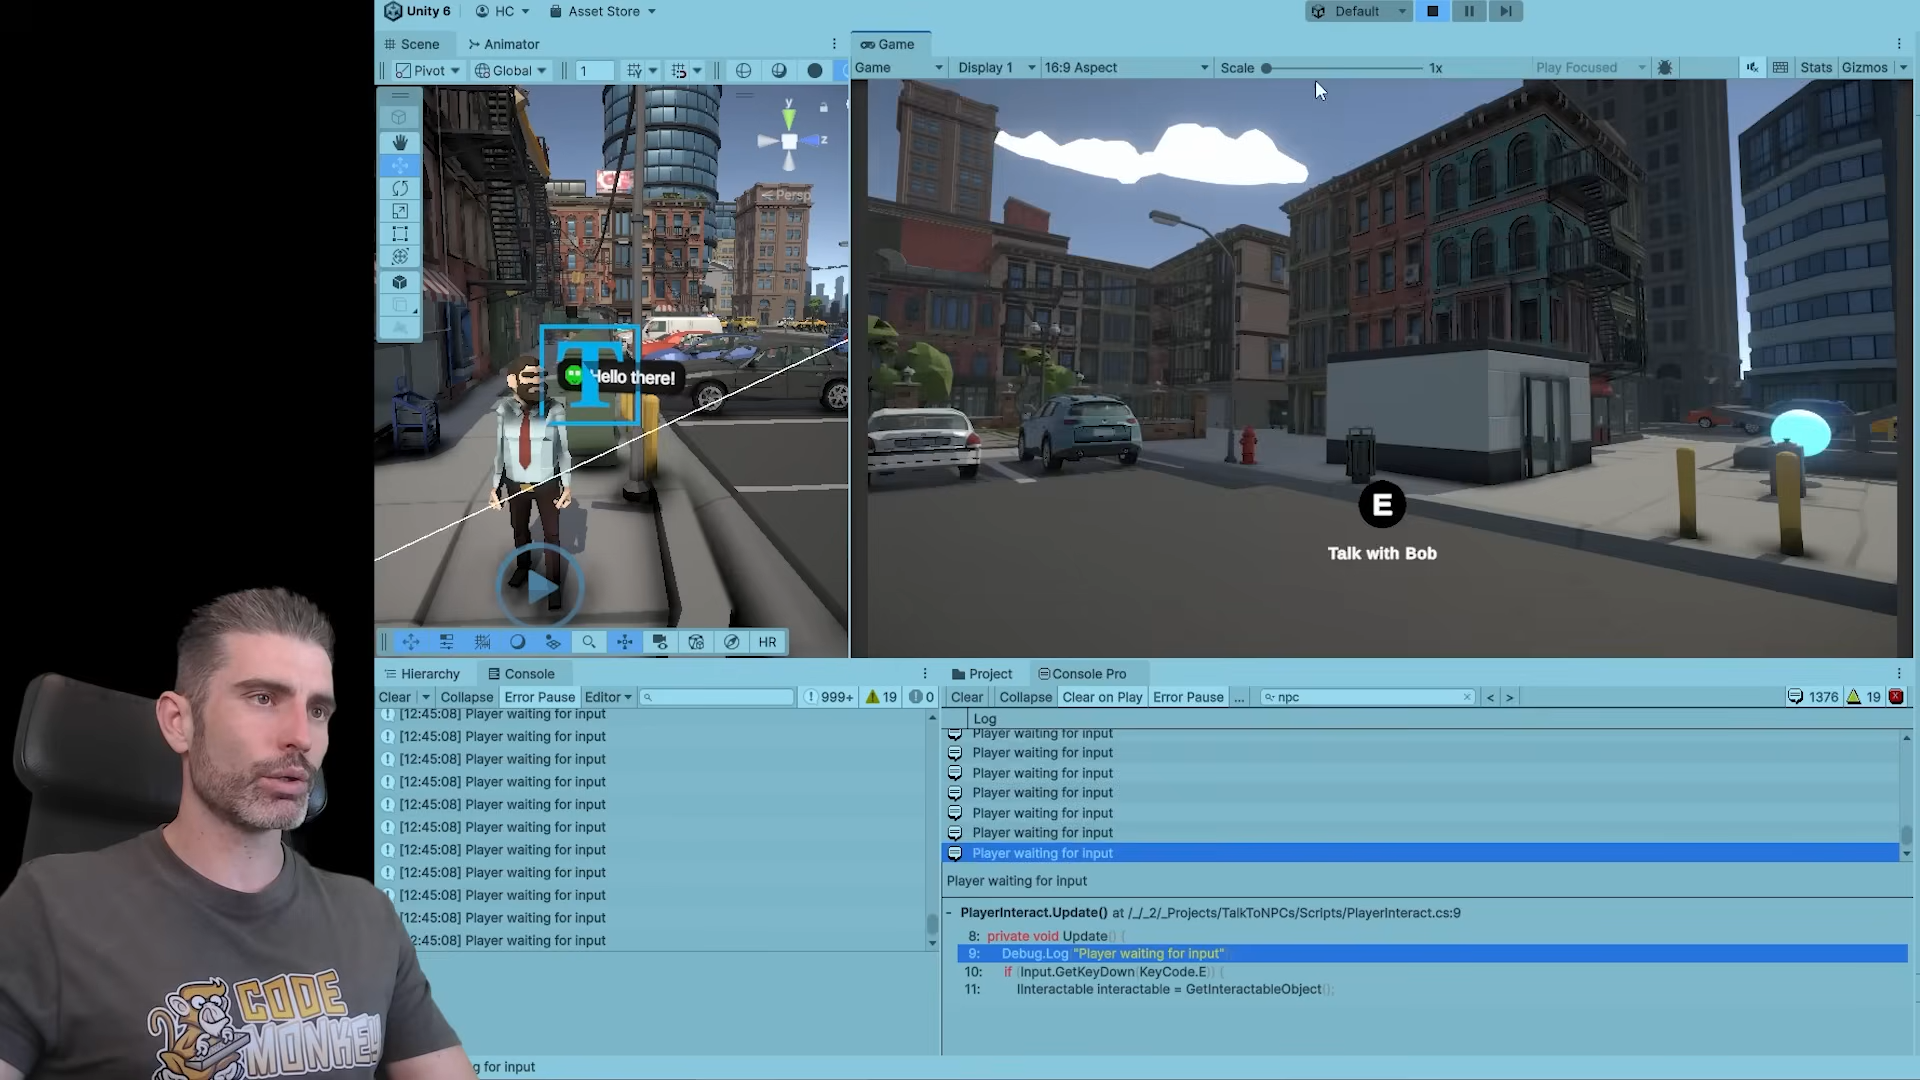 Unity 6
HC
Asset Store
Default
Scene
Animator
Game
Pivot
Global
1
Game
Display 1
16:9 Aspect
Scale
1x
Play Focused
Stats
Gizmos
y
z
Persp
Hello there!
E
Talk with Bob
HR
Hierarchy
Console
Project
Console Pro
Clear
Collapse
Error Pause
Editor
999+
19
0
Clear
Collapse
Clear on Play
Error Pause
...
npc
<
>
1376
19
Log
[12:45:08] Player waiting for input
[12:45:08] Player waiting for input
[12:45:08] Player waiting for input
[12:45:08] Player waiting for input
[12:45:08] Player waiting for input
[12:45:08] Player waiting for input
[12:45:08] Player waiting for input
[12:45:08] Player waiting for input
[12:45:08] Player waiting for input
[12:45:08] Player waiting for input
2:45:08] Player waiting for input
g for input
Player waiting for input
Player waiting for input
Player waiting for input
Player waiting for input
Player waiting for input
Player waiting for input
Player waiting for input
Player waiting for input
- PlayerInteract.Update() at /_/_2/_Projects/TalkToNPCs/Scripts/PlayerInteract.cs:9
8: private void Update() {
9: Debug.Log "Player waiting for input"
10: if (Input.GetKeyDown(KeyCode.E)) {
11: IInteractable interactable = GetInteractableObject();
CODE
MONKEY